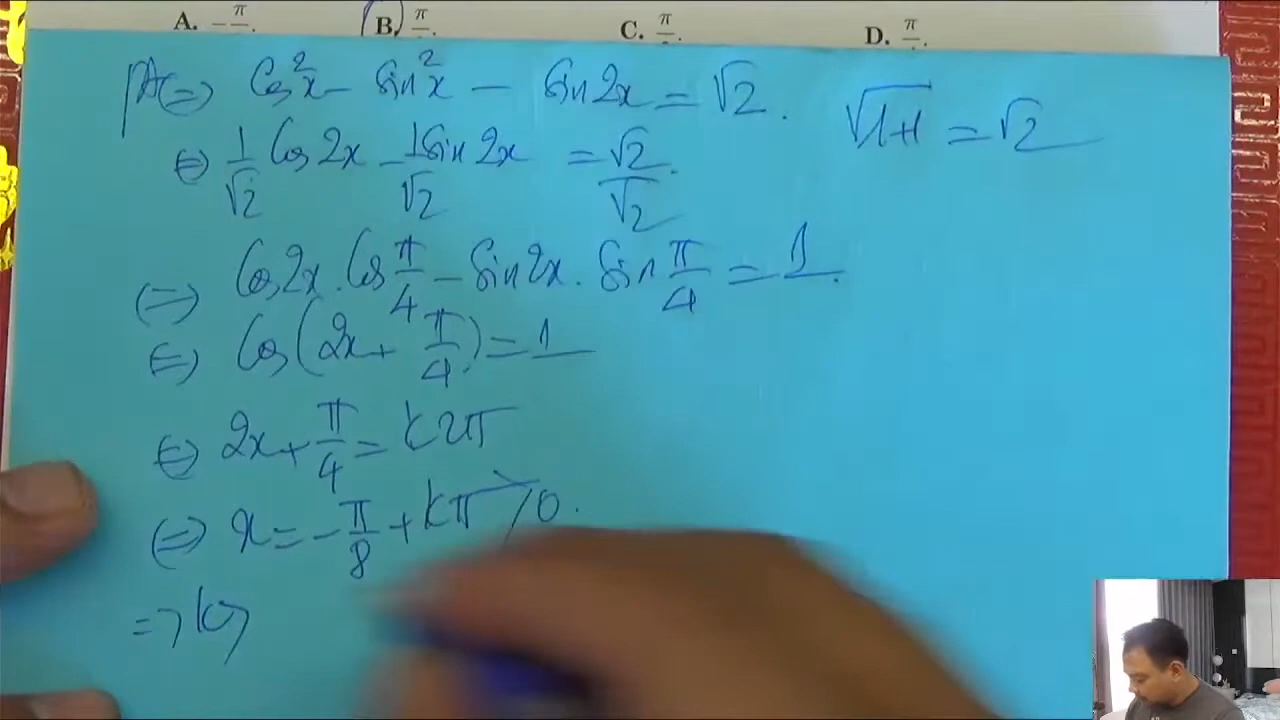 A. -π B. π C. π D. π
PT ⇔ Cos²x - Sin²x - Sin2x = √2. √1+1 = √2
⇔ 1/√2 Cos2x - 1/√2 Sin2x = √2/√2.
⇔ Cos2x.Cos π/4 - Sin2x. Sin π/4 = 1.
⇔ Cos(2x + π/4) = 1
⇔ 2x + π/4 = k2π
⇔ x = -π/8 + kπ > 0.
⇒ k >